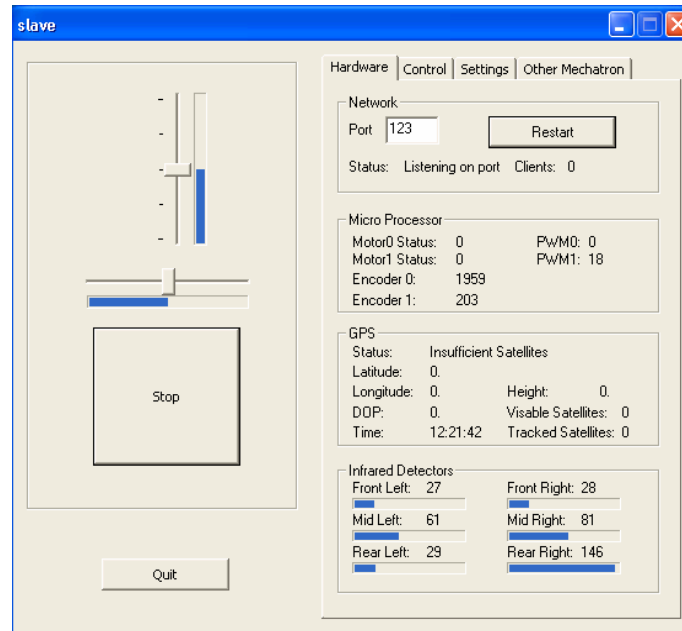 slave
Stop
Quit
Hardware Control Settings Other Mechatron
Network
Port 123 Restart
Status: Listening on port Clients: 0
Micro Processor
Motor0 Status: 0 PWM0: 0
Motor1 Status: 0 PWM1: 18
Encoder 0: 1959
Encoder 1: 203
GPS
Status: Insufficient Satellites
Latitude: 0.
Longitude: 0. Height: 0.
DOP: 0. Visable Satellites: 0
Time: 12:21:42 Tracked Satellites: 0
Infrared Detectors
Front Left: 27 Front Right: 28
Mid Left: 61 Mid Right: 81
Rear Left: 29 Rear Right: 146